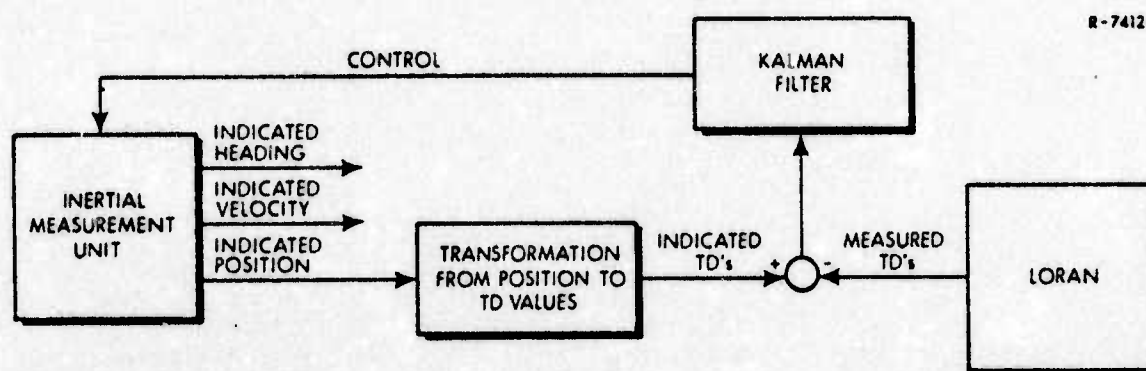 R-7412
CONTROL
KALMAN
FILTER
INERTIAL
MEASUREMENT
UNIT
INDICATED
HEADING
INDICATED
VELOCITY
INDICATED
POSITION
TRANSFORMATION
FROM POSITION TO
TD VALUES
INDICATED
TD's
+
-
MEASURED
TD's
LORAN